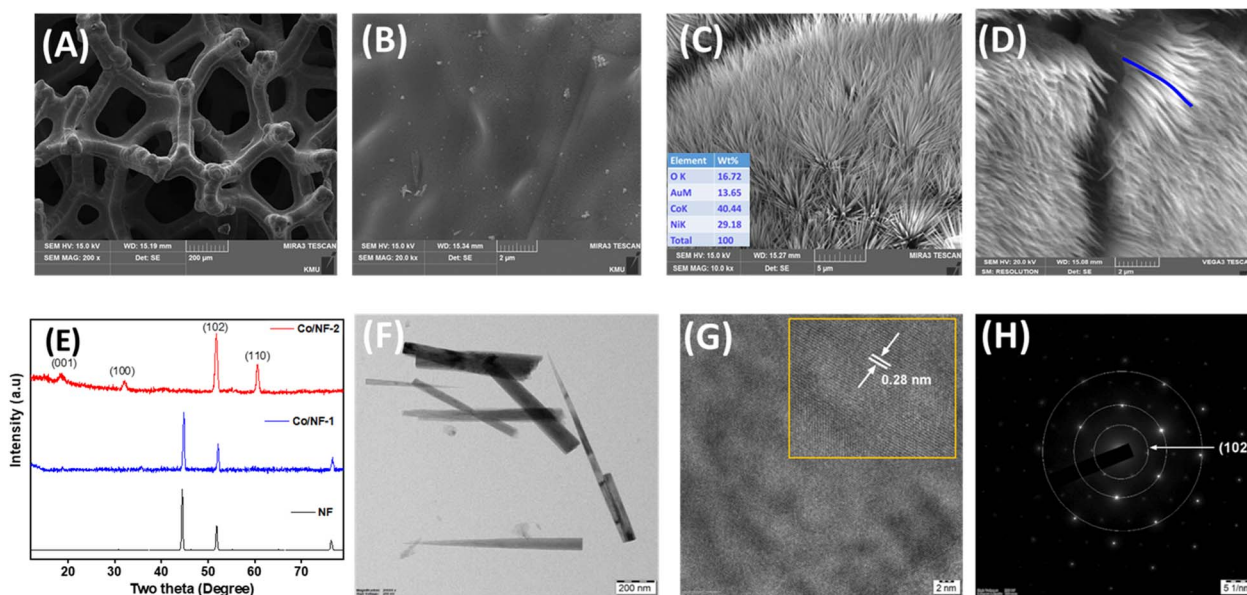 (A)
SEM HV: 15.0 kV WD: 15.19 mm MIRA3 TESCAN
SEM MAG: 200 x Det: SE 200 µm
KMU
(B)
SEM HV: 15.0 kV WD: 15.34 mm MIRA3 TESCAN
SEM MAG: 20.0 kx Det: SE 2 µm
KMU
(C)
Element Wt%
O K 16.72
AuM 13.65
CoK 40.44
NiK 29.18
Total 100
SEM HV: 15.0 kV WD: 15.27 mm MIRA3 TESCAN
SEM MAG: 10.0 kx Det: SE 5 µm
(D)
SEM HV: 20.0 kV WD: 15.08 mm VEGA3 TESCA
SM: RESOLUTION Det: SE 2 µm
(E)
Intensity (a.u)
(001)
(100)
(102)
(110)
Co/NF-2
Co/NF-1
NF
20 30 40 50 60 70
Two theta (Degree)
(F)
200 nm
(G)
0.28 nm
2 nm
(H)
(102
5 1/nm